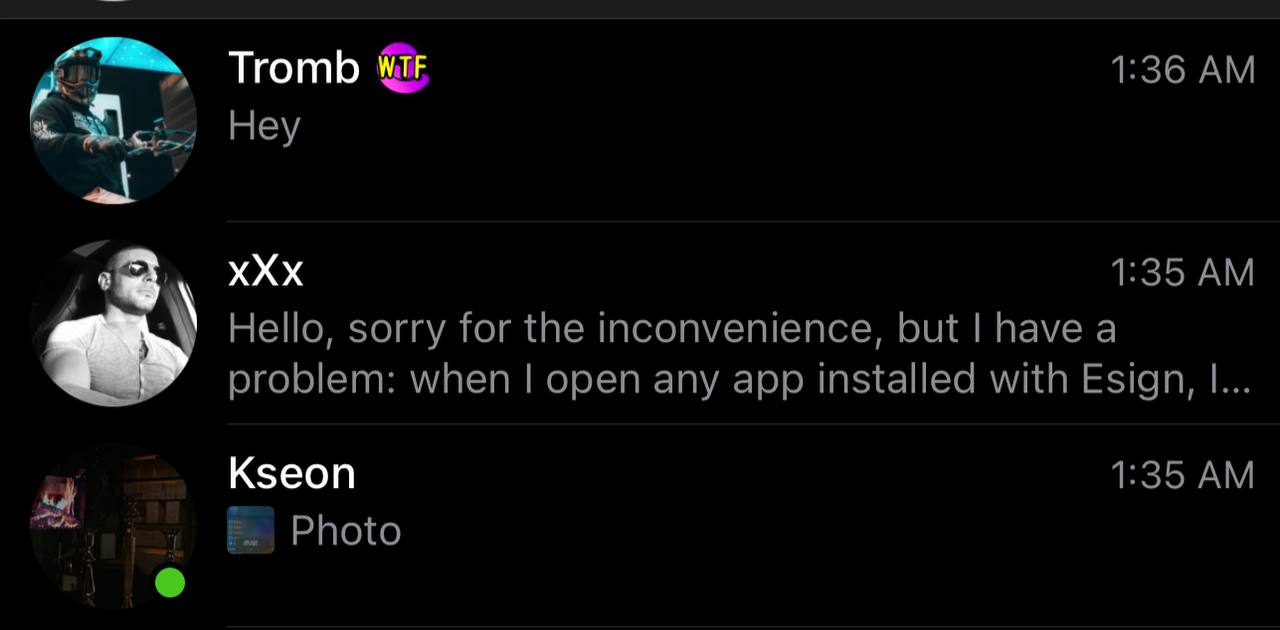 Tromb WTF
1:36 AM
Hey
xXx
1:35 AM
Hello, sorry for the inconvenience, but I have a
problem: when I open any app installed with Esign, I...
Kseon
1:35 AM
Photo